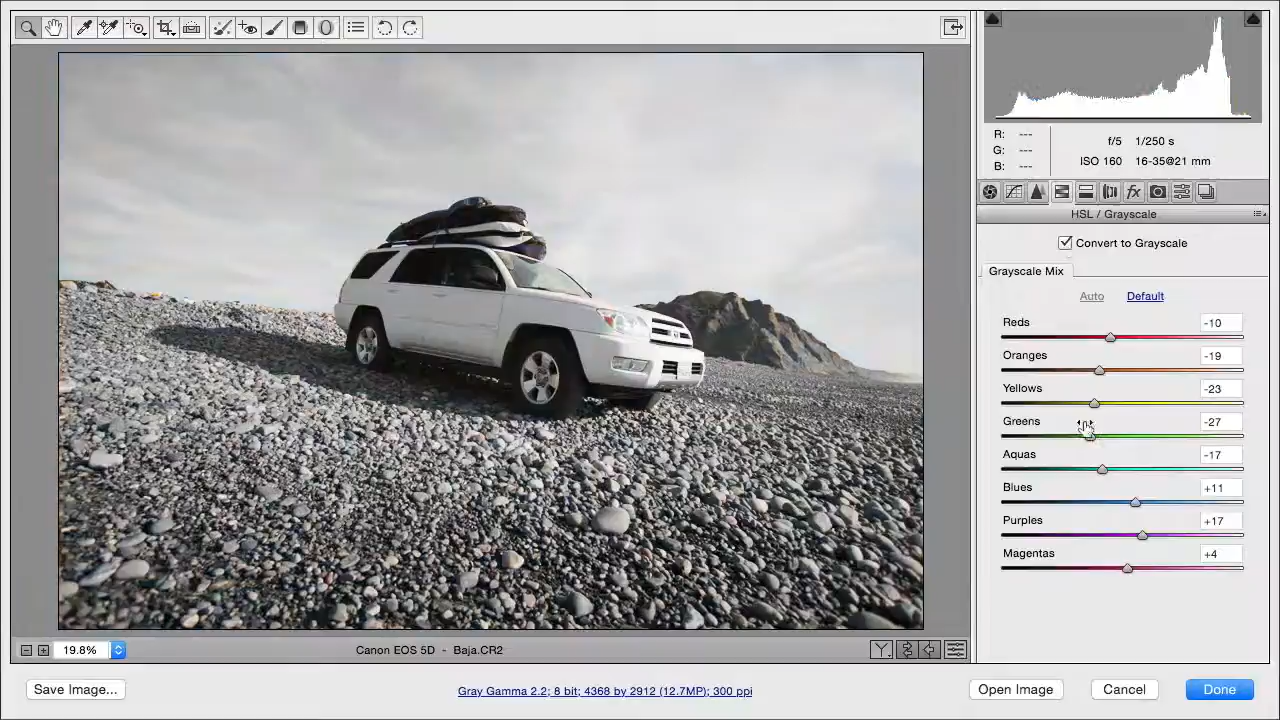 R: ---
G: ---
B: ---
f/5 1/250 s
ISO 160 16-35@21 mm
fx
HSL / Grayscale
Convert to Grayscale
Grayscale Mix
Auto Default
Reds -10
Oranges -19
Yellows -23
Greens -27
Aquas -17
Blues +11
Purples +17
Magentas +4
19.8% Canon EOS 5D - Baja.CR2 Y
Save Image... Gray Gamma 2.2; 8 bit; 4368 by 2912 (12.7MP); 300 ppi Open Image Cancel Done